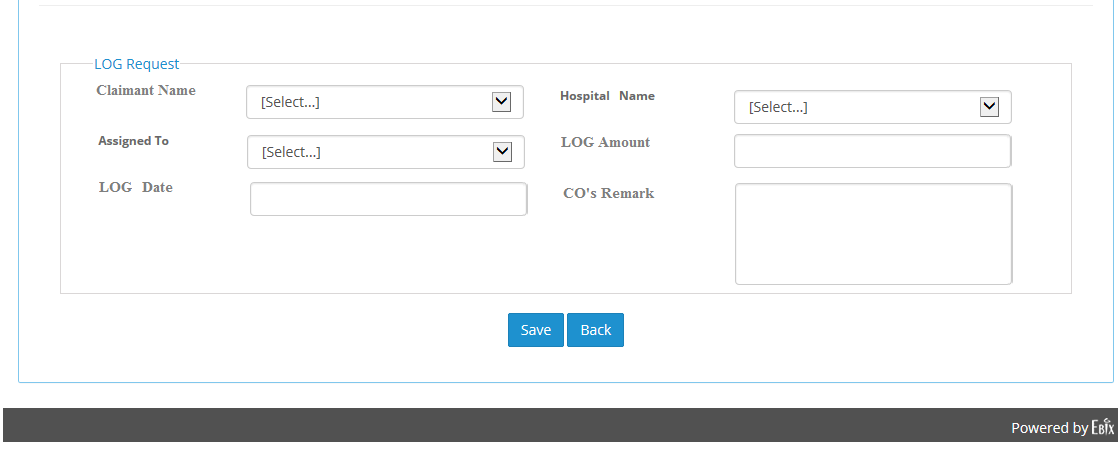 LOG Request
Claimant Name
[Select...]
Hospital Name
[Select...]
Assigned To
[Select...]
LOG Amount
LOG Date
CO's Remark
Save
Back
Powered by Ebix